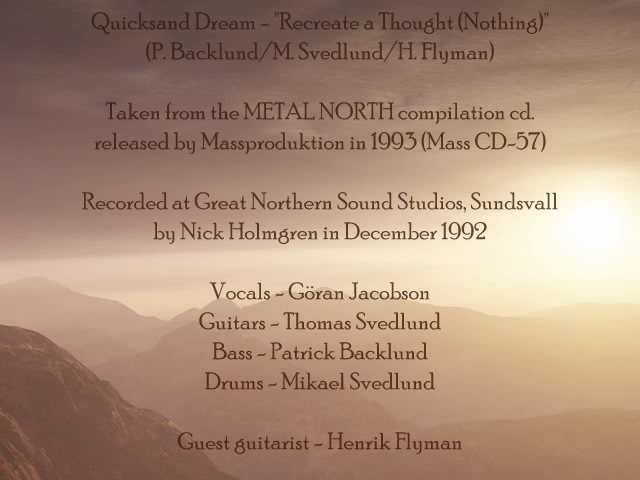 Quicksand Dream - "Recreate a Thought (Nothing)"
(P. Backlund/M. Svedlund/H. Flyman)
Taken from the METAL NORTH compilation cd.
released by Massproduktion in 1993 (Mass CD-57)
Recorded at Great Northern Sound Studios, Sundsvall
by Nick Holmgren in December 1992
Vocals - Göran Jacobson
Guitars - Thomas Svedlund
Bass - Patrick Backlund
Drums - Mikael Svedlund
Guest guitarist - Henrik Flyman